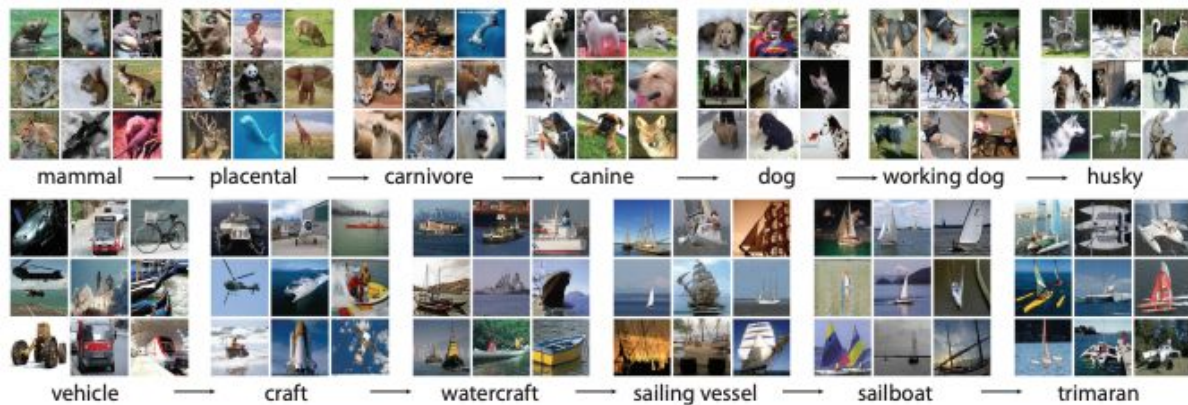 mammal → placental → carnivore → canine → dog → working dog → husky
vehicle → craft → watercraft → sailing vessel → sailboat → trimaran